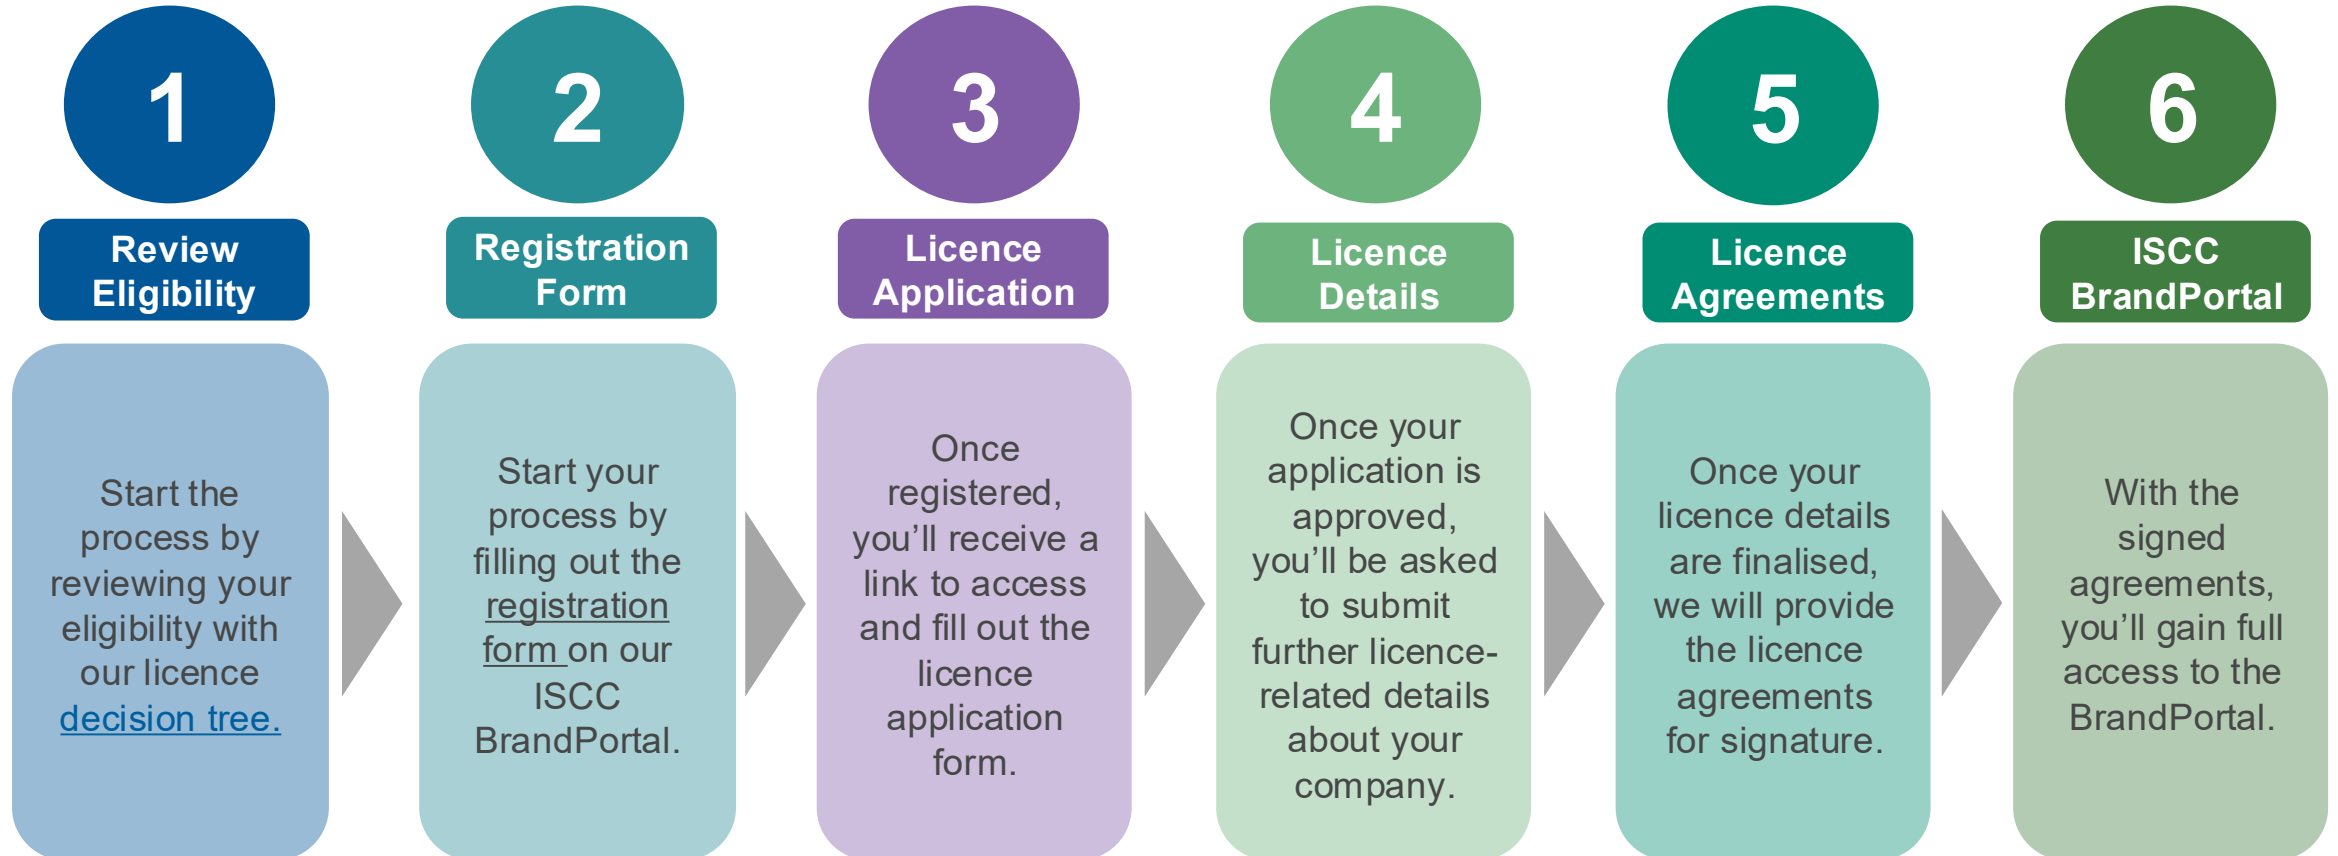 1
Review
Eligibility
Start the
process by
reviewing your
eligibility with
our licence
decision tree.
2
Registration
Form
Start your
process by
filling out the
registration
form on our
ISCC
BrandPortal.
3
Licence
Application
Once
registered,
you’ll receive a
link to access
and fill out the
licence
application
form.
4
Licence
Details
Once your
application is
approved,
you’ll be asked
to submit
further licence-
related details
about your
company.
5
Licence
Agreements
Once your
licence details
are finalised,
we will provide
the licence
agreements
for signature.
6
ISCC
BrandPortal
With the
signed
agreements,
you’ll gain full
access to the
BrandPortal.